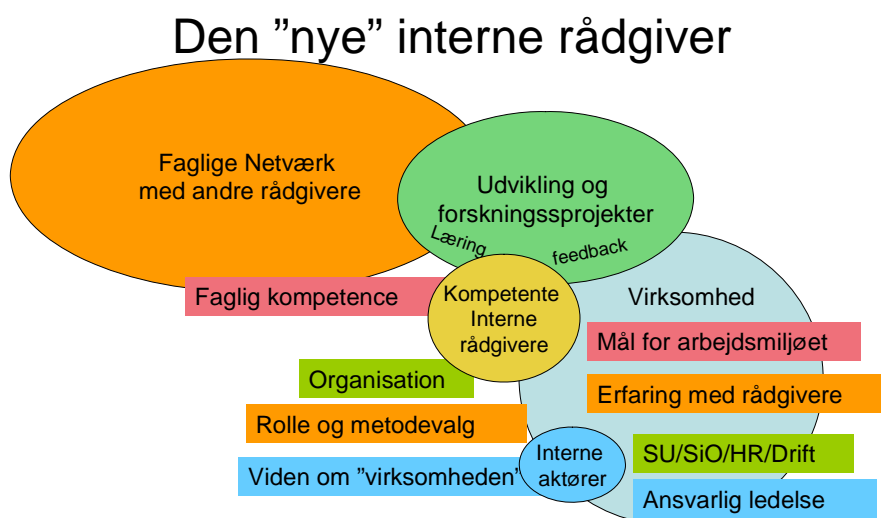 Den ”nye” interne rådgiver
Faglige Netværk
med andre rådgivere
Udvikling og
forskningssprojekter
Læring
feedback
Faglig kompetence
Kompetente
Interne
rådgivere
Virksomhed
Mål for arbejdsmiljøet
Organisation
Erfaring med rådgivere
Rolle og metodevalg
Interne
aktører
SU/SiO/HR/Drift
Viden om ”virksomheden”
Ansvarlig ledelse